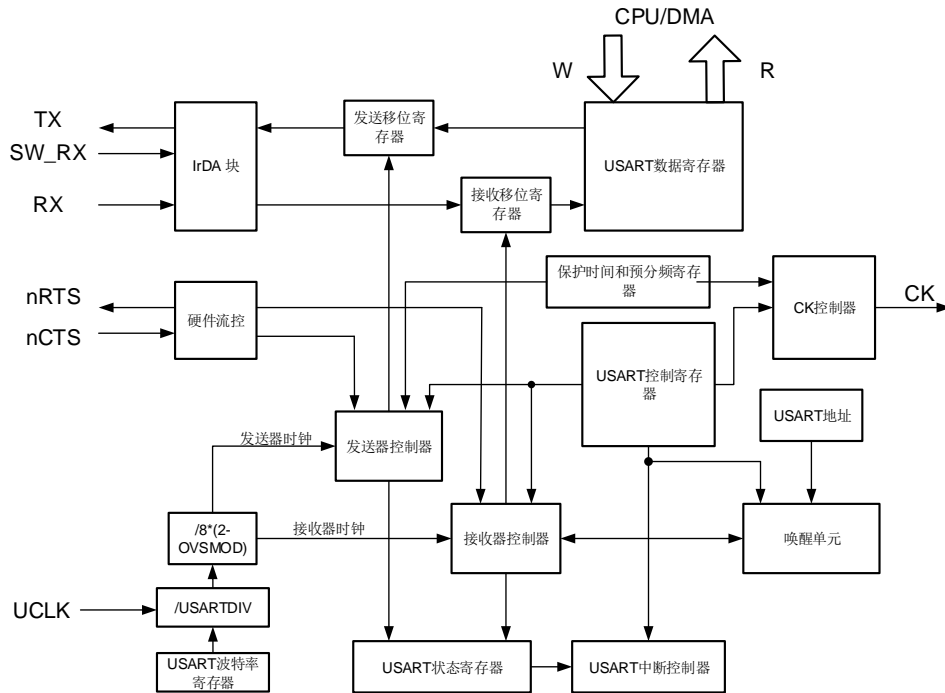 CPU/DMA
W
R
TX
SW_RX
RX
IrDA 块
发送移位寄
存器
接收移位寄
存器
USART数据寄存器
保护时间和预分频寄存
器
nRTS
nCTS
硬件流控
CK控制器
CK
USART控制寄存
器
USART地址
发送器时钟
发送器控制器
/8*(2-
OVSMOD)
接收器时钟
接收器控制器
唤醒单元
UCLK
/USARTDIV
USART波特率
寄存器
USART状态寄存器
USART中断控制器